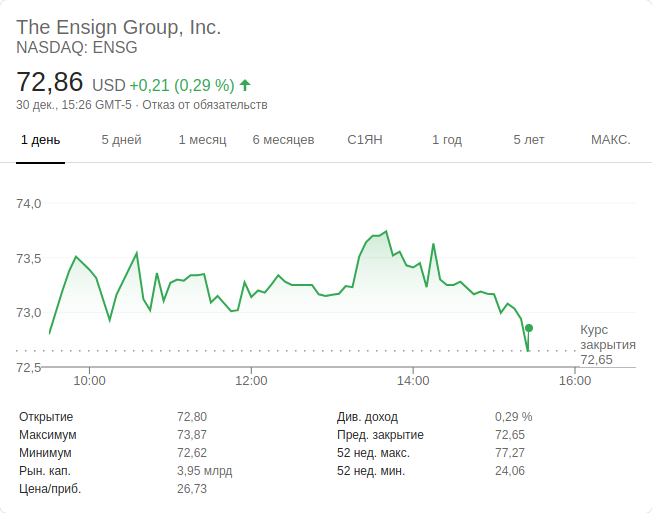 The Ensign Group, Inc.
NASDAQ: ENSG
72,86 USD +0,21 (0,29 %)
30 дек., 15:26 GMT-5 · Отказ от обязательств
1 день 5 дней 1 месяц 6 месяцев С1ЯН 1 год 5 лет МАКС.
74,0
73,5
73,0
Курс
закрытия
72,65
72,5
10:00 12:00 14:00 16:00
Открытие 72,80 Див. доход 0,29 %
Максимум 73,87 Пред. закрытие 72,65
Минимум 72,62 52 нед. макс. 77,27
Рын. кап. 3,95 млрд 52 нед. мин. 24,06
Цена/приб. 26,73